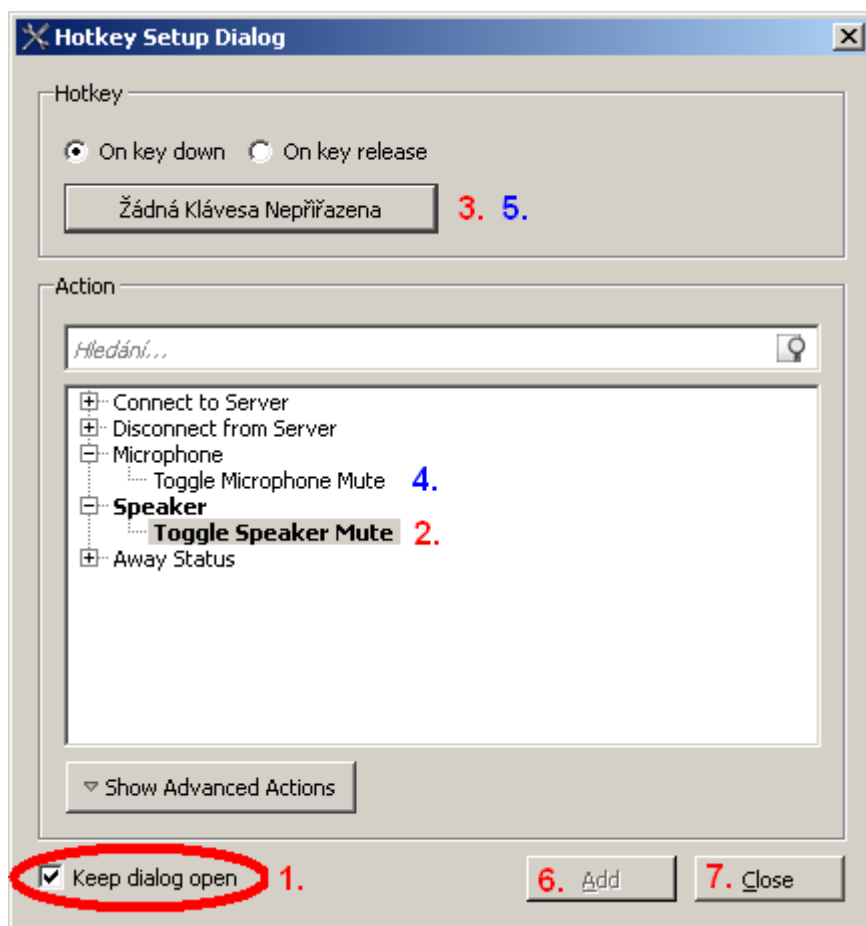 Hotkey Setup Dialog
Hotkey
On key down On key release
Žádná Klávesa Nepřiřazena 3. 5.
Action
Hledání...
Connect to Server
Disconnect from Server
Microphone
Toggle Microphone Mute 4.
Speaker
Toggle Speaker Mute 2.
Away Status
Show Advanced Actions
Keep dialog open 1. 6. Add 7. Close